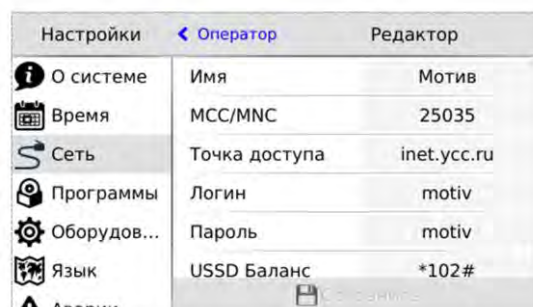 Настройки
Оператор
Редактор
О системе
Имя
Мотив
Время
MCC/MNC
25035
Сеть
Точка доступа
inet.ycc.ru
Программы
Логин
motiv
Оборудов...
Пароль
motiv
Язык
USSD Баланс
*102#